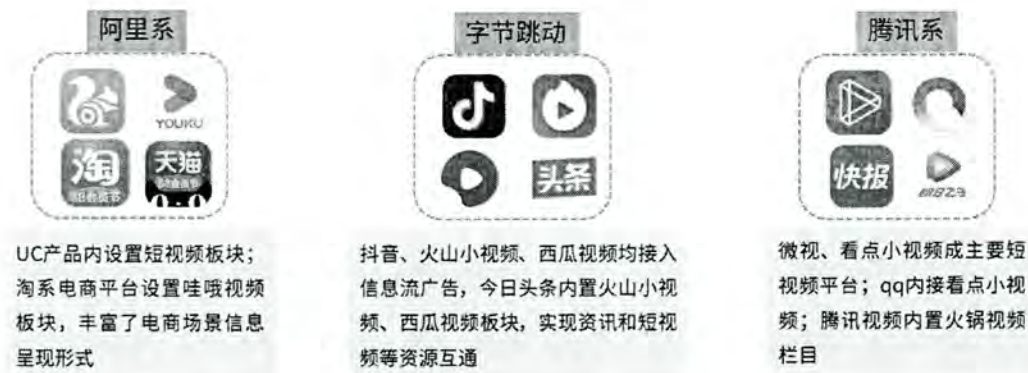 阿里系
YOUKU
淘
天猫
UC产品内设置短视频板块；
淘系电商平台设置哇哦视频
板块，丰富了电商场景信息
呈现形式
字节跳动
头条
抖音、火山小视频、西瓜视频均接入
信息流广告，今日头条内置火山小视
频、西瓜视频板块，实现资讯和短视
频等资源互通
腾讯系
快报
微视、看点小视频成主要短
视频平台；qq内接看点小视
频；腾讯视频内置火锅视频
栏目